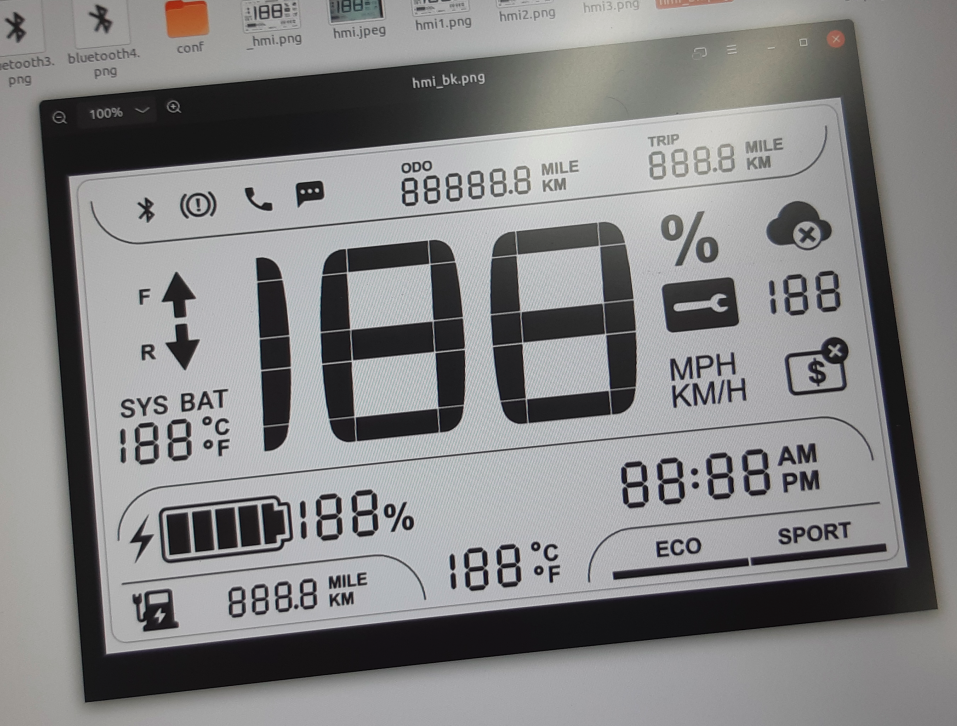 etooth3.
png
bluetooth4.
png
conf
_hmi.png
hmi.jpeg
hmi1.png
hmi2.png
hmi3.png
100%
hmi_bk.png
ODO
88888.8 MILE
KM
TRIP
888.8 MILE
KM
F
R
188
%
188
$
MPH
KM/H
SYS BAT
188 °C
°F
188%
88:88 AM
PM
888.8 MILE
KM
188 °C
°F
ECO
SPORT